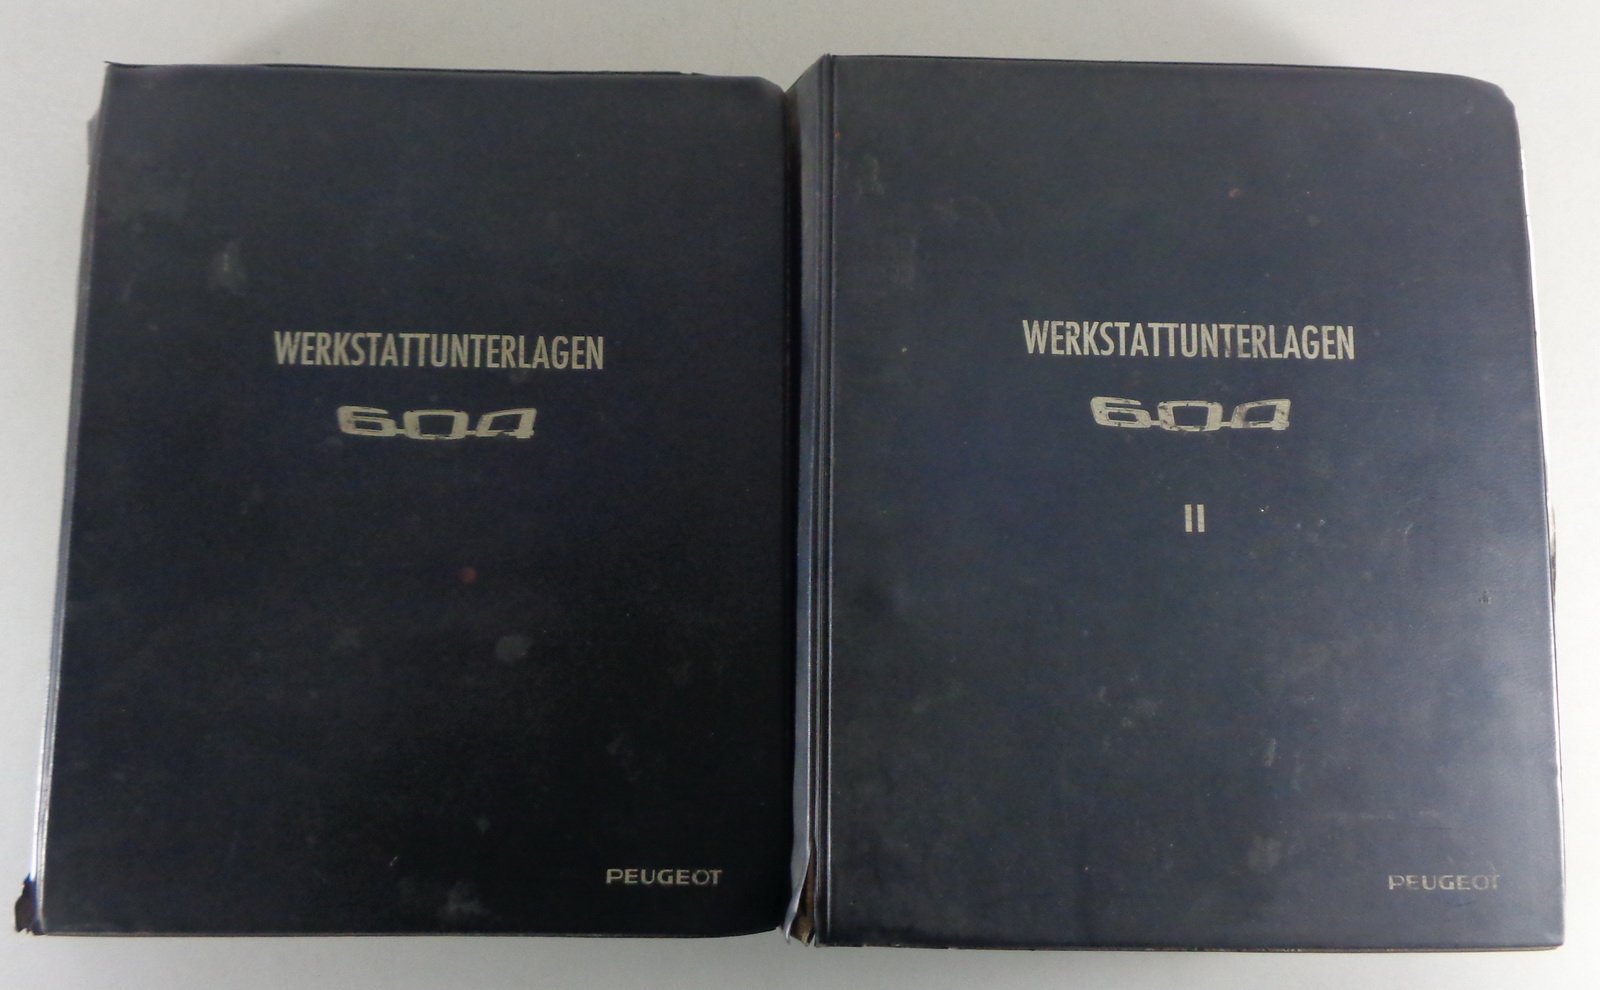 WERKSTATTUNTERLAGEN
604
PEUGEOT
WERKSTATTUNTERLAGEN
604
II
PEUGEOT